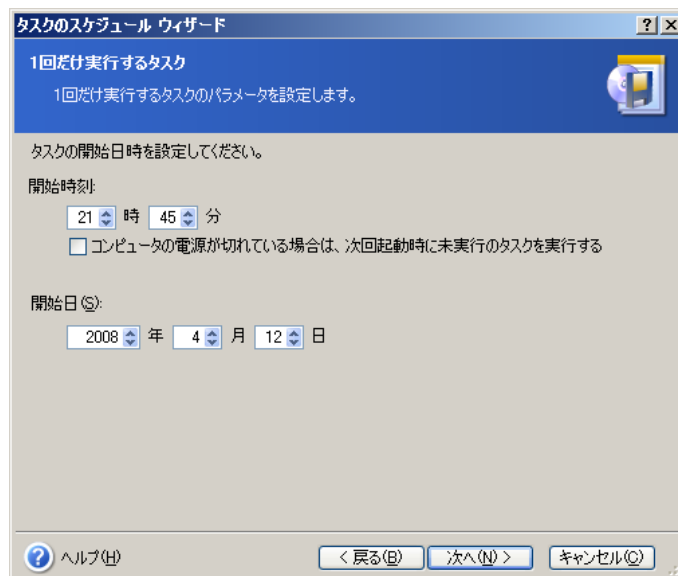 タスクのスケジュール ウィザード
1回だけ実行するタスク
1回だけ実行するタスクのパラメータを設定します。
タスクの開始日時を設定してください。
開始時刻:
21 時 45 分
コンピュータの電源が切れている場合は、次回起動時に未実行のタスクを実行する
開始日(S):
2008 年 4 月 12 日
ヘルプ(H) < 戻る(B) 次へ(N) > キャンセル(C)